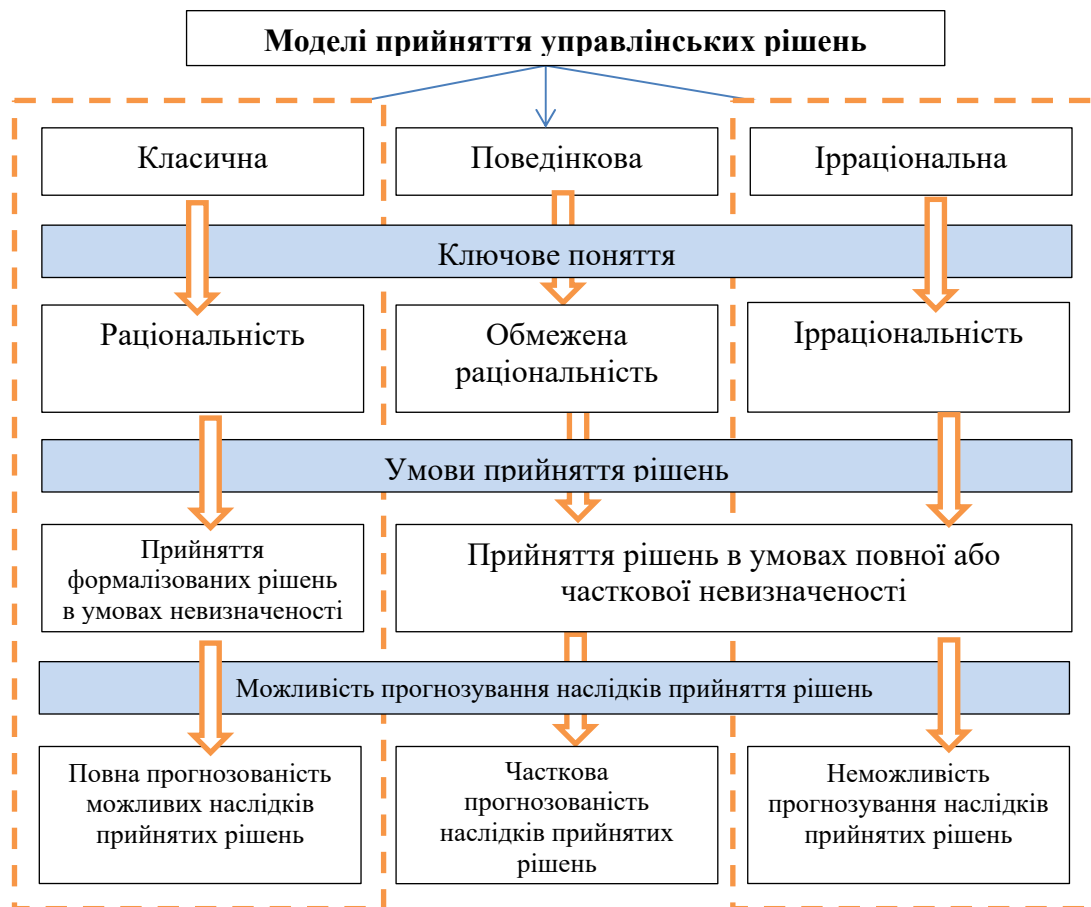 Моделі прийняття управлінських рішень
Класична
Поведінкова
Ірраціональна
Ключове поняття
Раціональність
Обмежена
раціональність
Ірраціональність
Умови прийняття рішень
Прийняття
формалізованих рішень
в умовах невизначеності
Прийняття рішень в умовах повної або
часткової невизначеності
Можливість прогнозування наслідків прийняття рішень
Повна прогнозованість
можливих наслідків
прийнятих рішень
Часткова
прогнозованість
наслідків прийнятих
рішень
Неможливість
прогнозування наслідків
прийнятих рішень